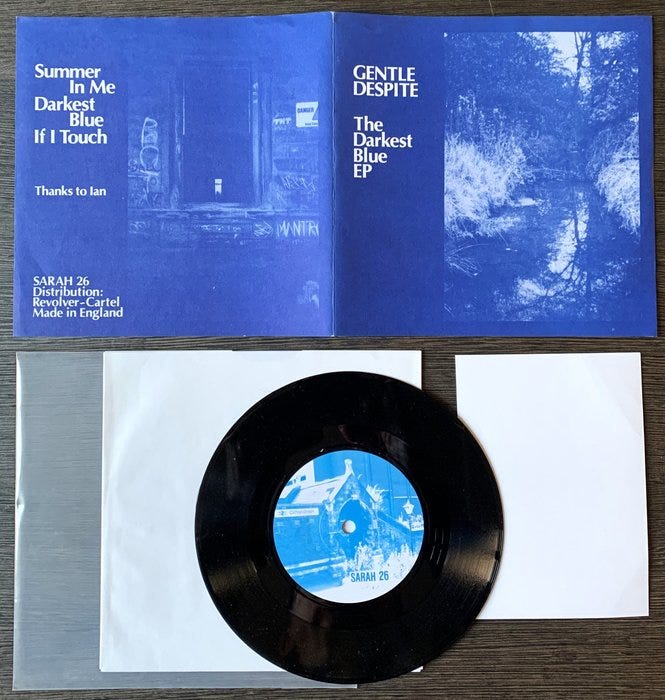 Summer
In Me
Darkest
Blue
If I Touch
Thanks to Ian
SARAH 26
Distribution:
Revolver-Cartel
Made in England
DANGER
MANTRA
GENTLE
DESPITE
The
Darkest
Blue
EP
SARAH 26